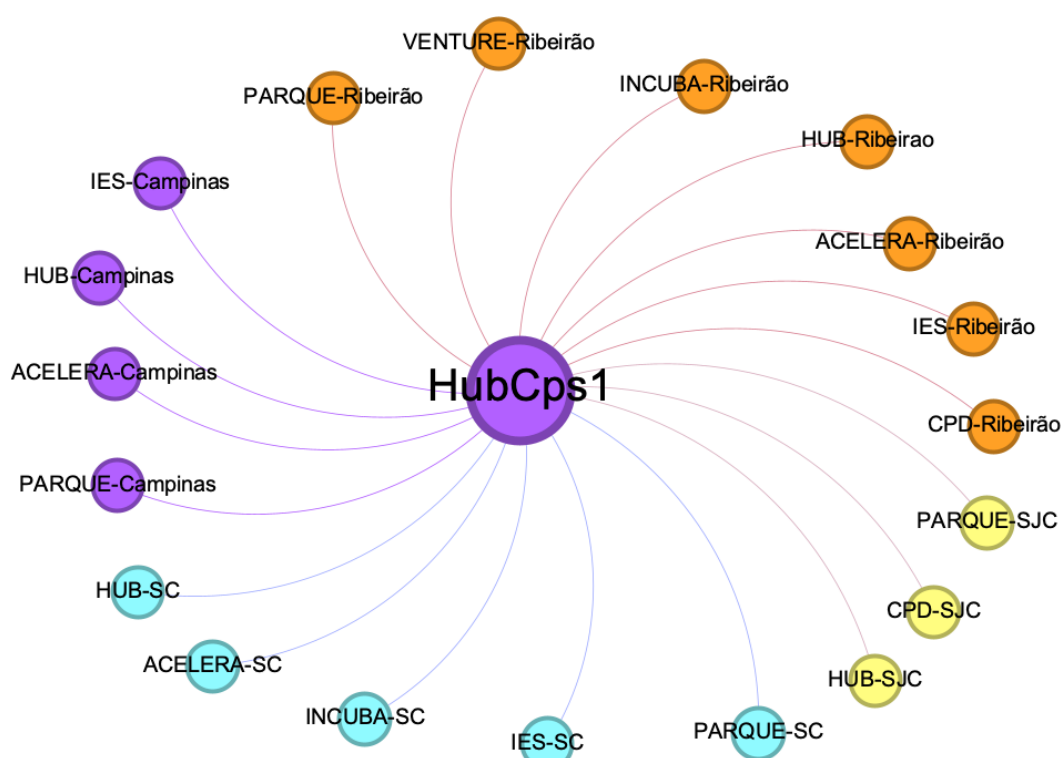 VENTURE-Ribeirão
INCUBA-Ribeirão
PARQUE-Ribeirão
HUB-Ribeirao
IES-Campinas
ACELERA-Ribeirão
HUB-Campinas
IES-Ribeirão
ACELERA-Campinas
HubCps1
CPD-Ribeirão
PARQUE-Campinas
PARQUE-SJC
HUB-SC
CPD-SJC
ACELERA-SC
HUB-SJC
INCUBA-SC
PARQUE-SC
IES-SC